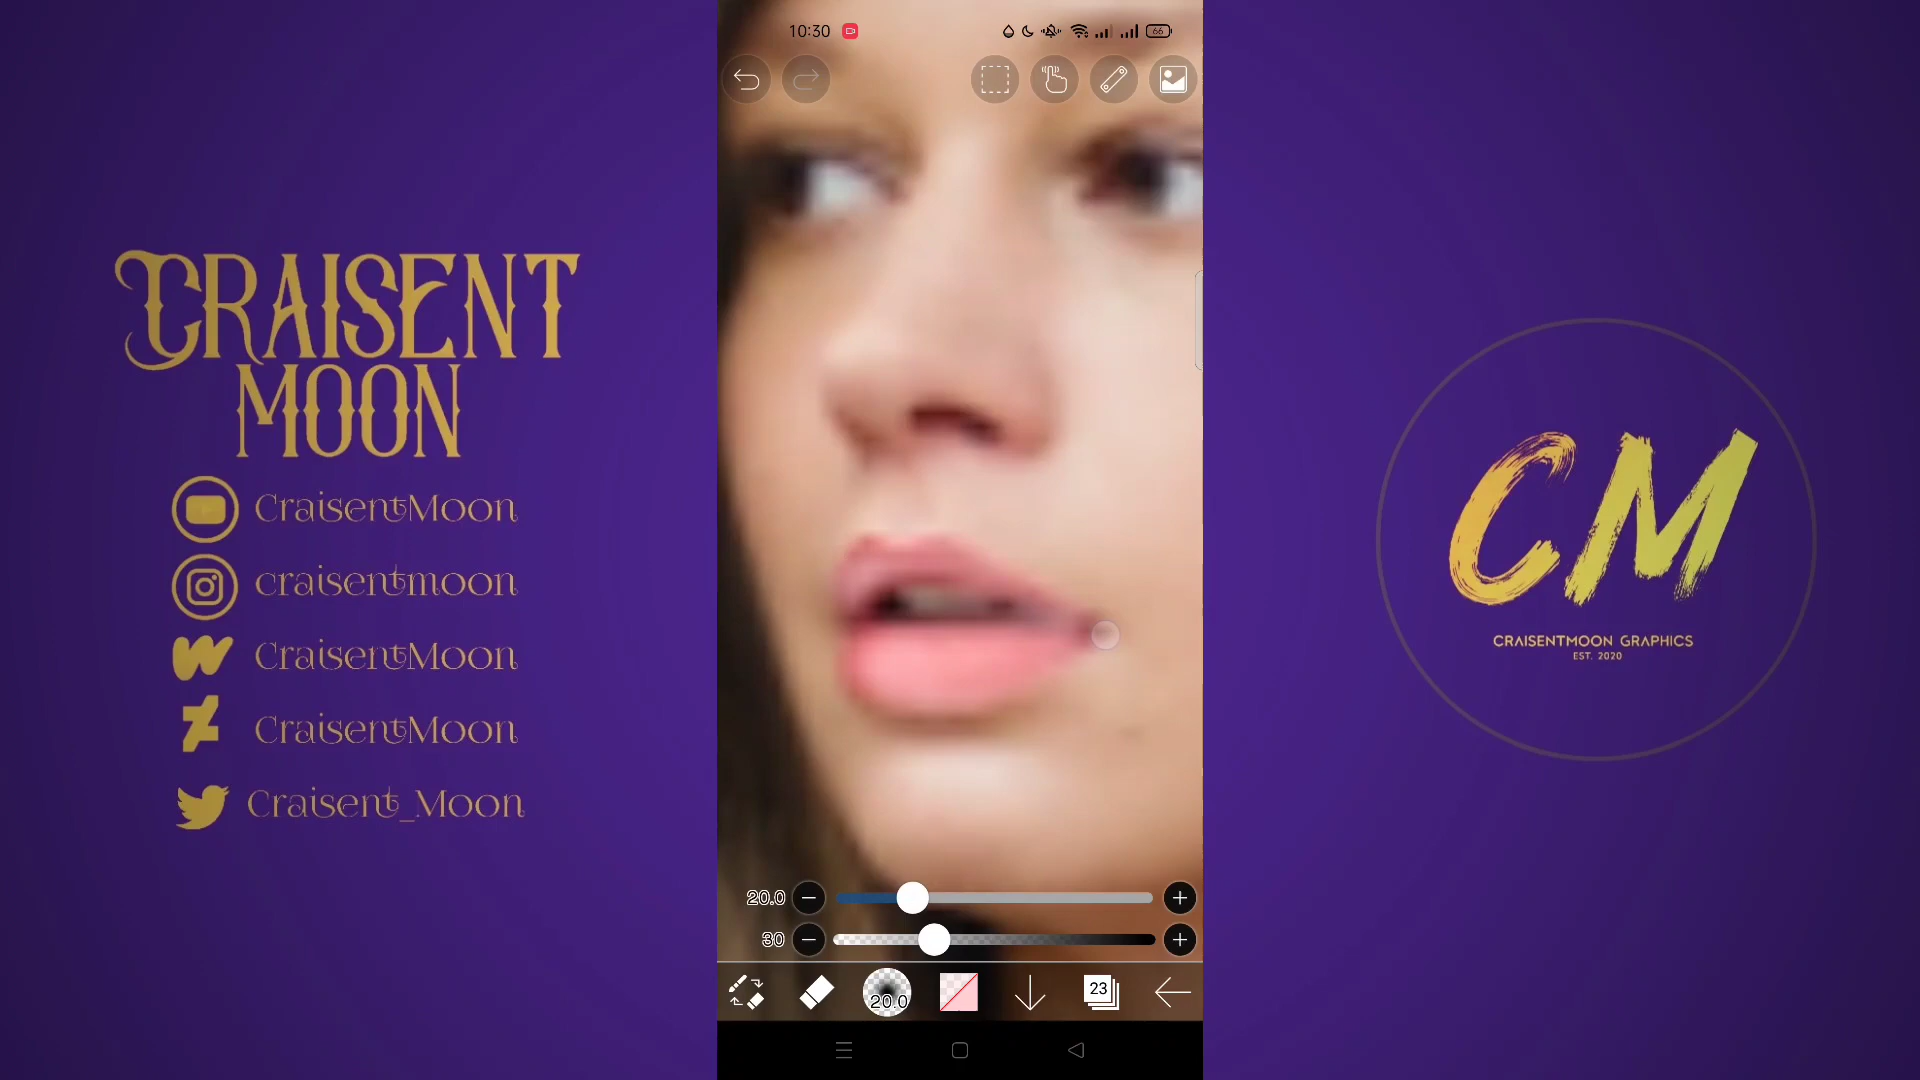 10:30
66
CRAISENT
MOON
CraisentMoon
craisentmoon
CraisentMoon
CraisentMoon
Craisent_Moon
CM
CRAISENTMOON GRAPHICS
EST. 2020
20.0
30
20.0
23